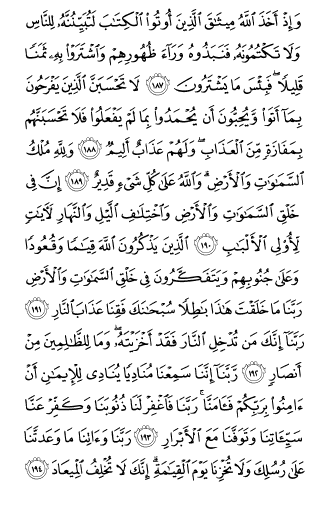 وَإِذْ أَخَذَ ٱللَّهُ مِيثَٰقَ ٱلَّذِينَ أُوتُوا۟ ٱلْكِتَٰبَ لَتُبَيِّنُنَّهُۥ لِلنَّاسِ
وَلَا تَكْتُمُونَهُۥ فَنَبَذُوهُ وَرَآءَ ظُهُورِهِمْ وَٱشْتَرَوْا۟ بِهِۦ ثَمَنًا
قَلِيلًا ۖ فَبِئْسَ مَا يَشْتَرُونَ ١٨٧ لَا تَحْسَبَنَّ ٱلَّذِينَ يَفْرَحُونَ
بِمَآ أَتَوا۟ وَّيُحِبُّونَ أَن يُحْمَدُوا۟ بِمَا لَمْ يَفْعَلُوا۟ فَلَا تَحْسَبَنَّهُم
بِمَفَازَةٍ مِّنَ ٱلْعَذَابِ ۖ وَلَهُمْ عَذَابٌ أَلِيمٌ ١٨٨ وَلِلَّهِ مُلْكُ
ٱلسَّمَٰوَٰتِ وَٱلْأَرْضِ ۗ وَٱللَّهُ عَلَىٰ كُلِّ شَىْءٍ قَدِيرٌ ١٨٩ إِنَّ فِى
خَلْقِ ٱلسَّمَٰوَٰتِ وَٱلْأَرْضِ وَٱخْتِلَٰفِ ٱلَّيْلِ وَٱلنَّهَارِ لَـَٔايَٰتٍ
لِّأُو۟لِى ٱلْأَلْبَٰبِ ١٩٠ ٱلَّذِينَ يَذْكُرُونَ ٱللَّهَ قِيَٰمًا وَقُعُودًا
وَعَلَىٰ جُنُوبِهِمْ وَيَتَفَكَّرُونَ فِى خَلْقِ ٱلسَّمَٰوَٰتِ وَٱلْأَرْضِ
رَبَّنَا مَا خَلَقْتَ هَٰذَا بَٰطِلًا سُبْحَٰنَكَ فَقِنَا عَذَابَ ٱلنَّارِ ١٩١
رَبَّنَآ إِنَّكَ مَن تُدْخِلِ ٱلنَّارَ فَقَدْ أَخْزَيْتَهُۥ ۖ وَمَا لِلظَّٰلِمِينَ مِنْ
أَنصَارٍ ١٩٢ رَّبَّنَآ إِنَّنَا سَمِعْنَا مُنَادِيًا يُنَادِى لِلْإِيمَٰنِ أَنْ
ءَامِنُوا۟ بِرَبِّكُمْ فَـَٔامَنَّا ۚ رَبَّنَا فَٱغْفِرْ لَنَا ذُنُوبَنَا وَكَفِّرْ عَنَّا
سَيِّـَٔاتِنَا وَتَوَفَّنَا مَعَ ٱلْأَبْرَارِ ١٩٣ رَبَّنَا وَءَاتِنَا مَا وَعَدتَّنَا
عَلَىٰ رُسُلِكَ وَلَا تُخْزِنَا يَوْمَ ٱلْقِيَٰمَةِ ۗ إِنَّكَ لَا تُخْلِفُ ٱلْمِيعَادَ ١٩٤